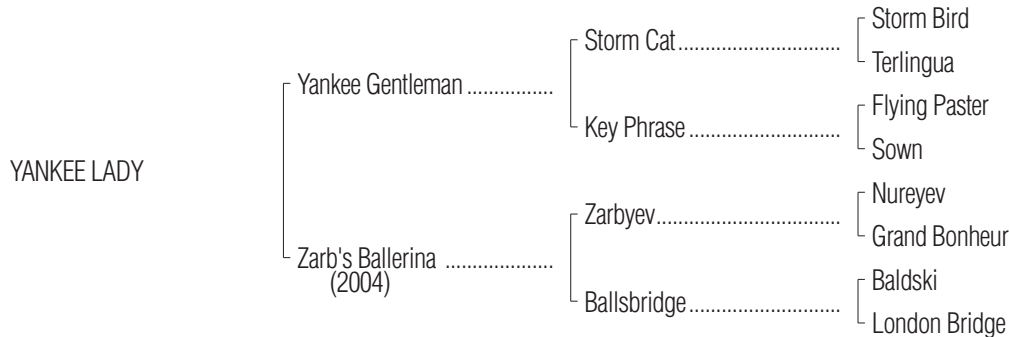 Storm Bird
Storm Cat................................
Terlingua
Yankee Gentleman ................
Flying Paster
Key Phrase..............................
Sown
YANKEE LADY
Nureyev
Zarbyev.....................................
Grand Bonheur
Zarb's Ballerina ....................
(2004)
Baldski
Ballsbridge..............................
London Bridge